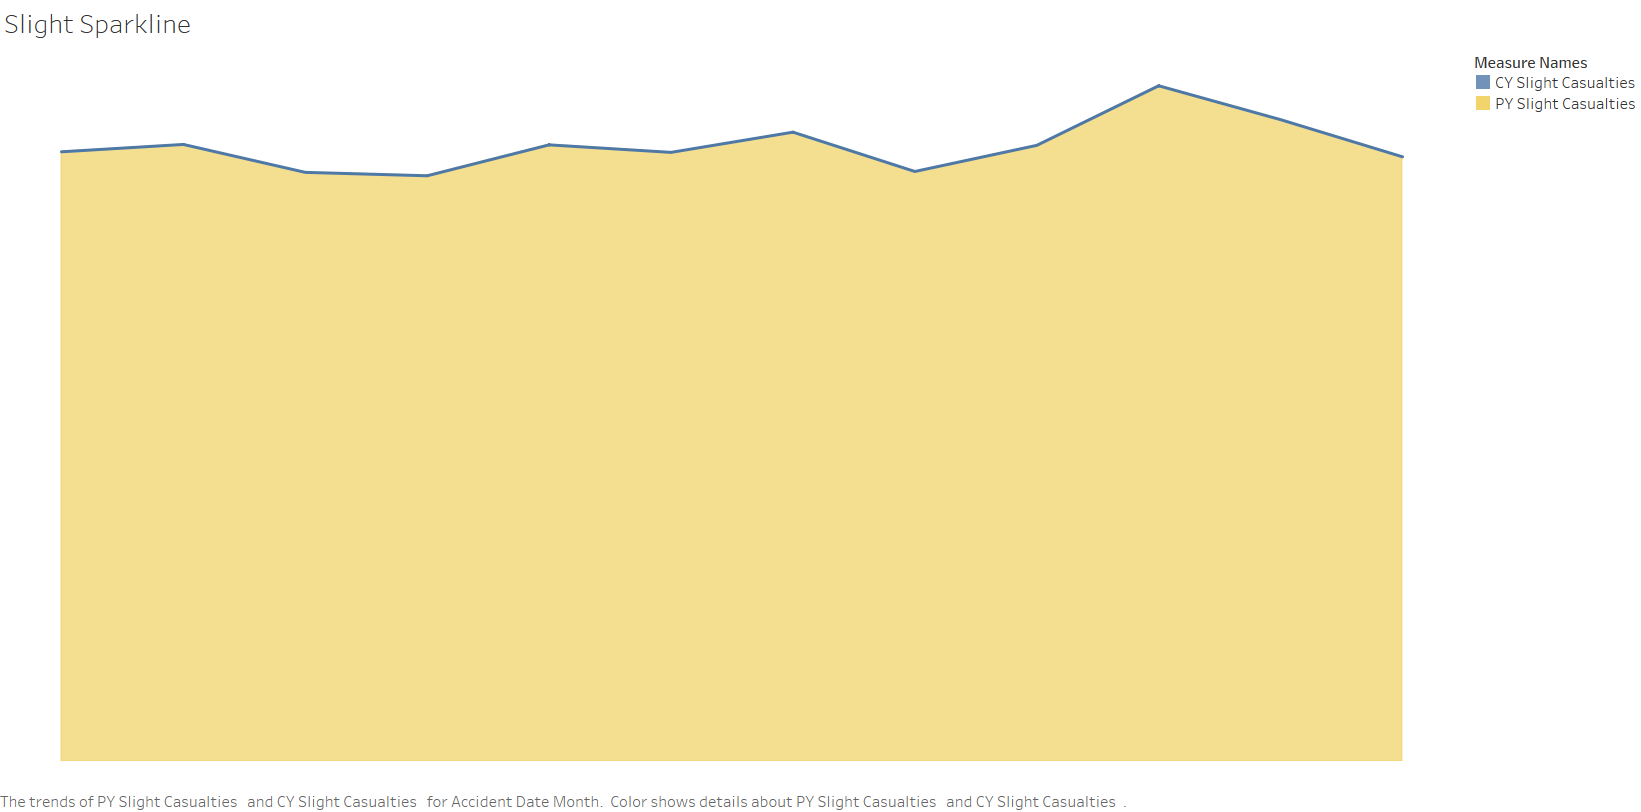 Slight Sparkline
Measure Names
CY Slight Casualties
PY Slight Casualties
The trends of PY Slight Casualties and CY Slight Casualties for Accident Date Month. Color shows details about PY Slight Casualties and CY Slight Casualties .